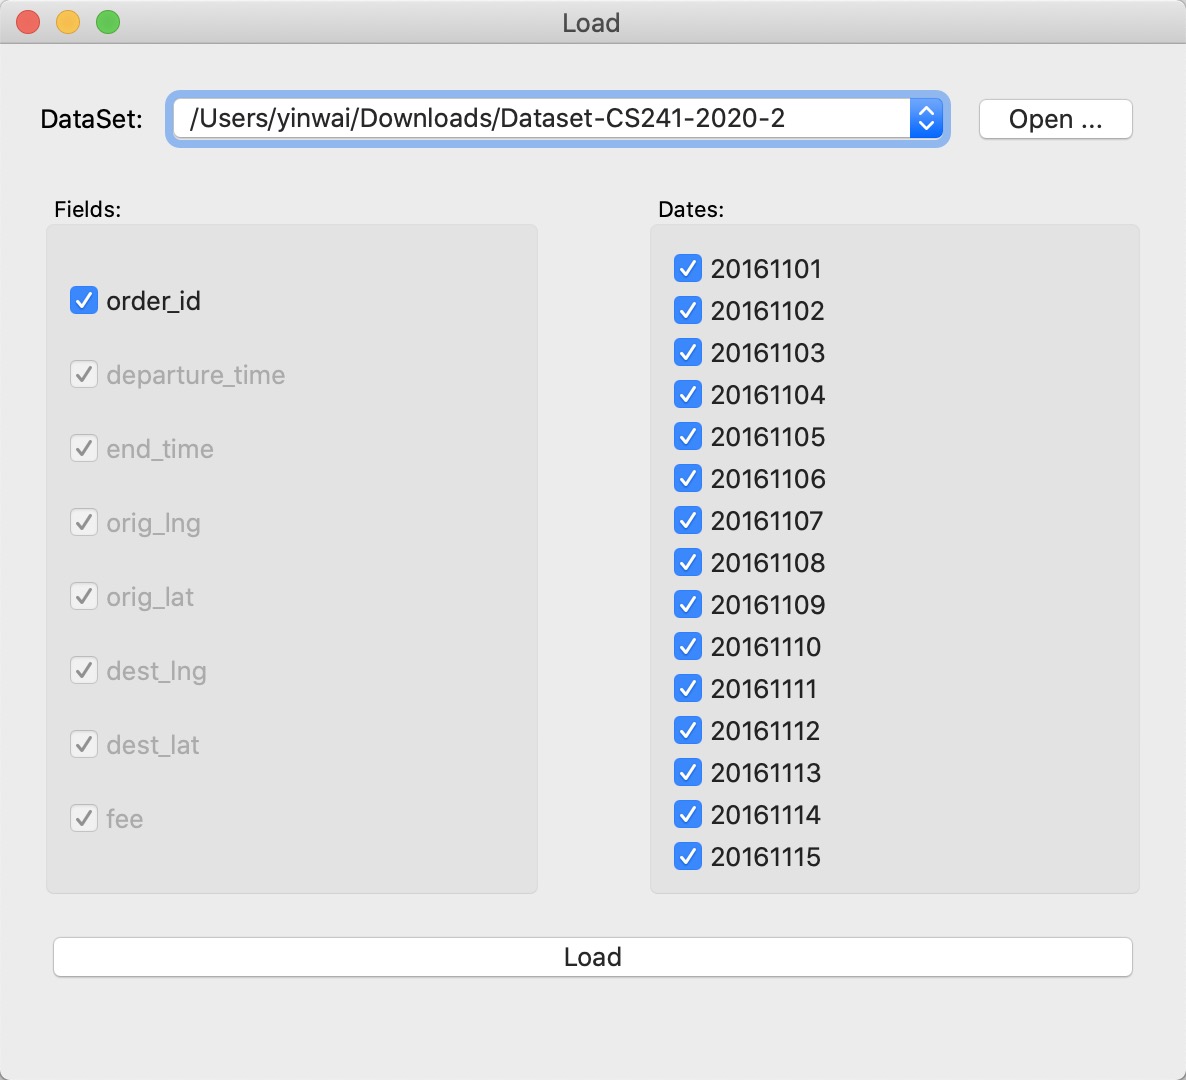 Load
DataSet: /Users/yinwai/Downloads/Dataset-CS241-2020-2 Open ...
Fields:
order_id
departure_time
end_time
orig_lng
orig_lat
dest_lng
dest_lat
fee
Dates:
20161101
20161102
20161103
20161104
20161105
20161106
20161107
20161108
20161109
20161110
20161111
20161112
20161113
20161114
20161115
Load